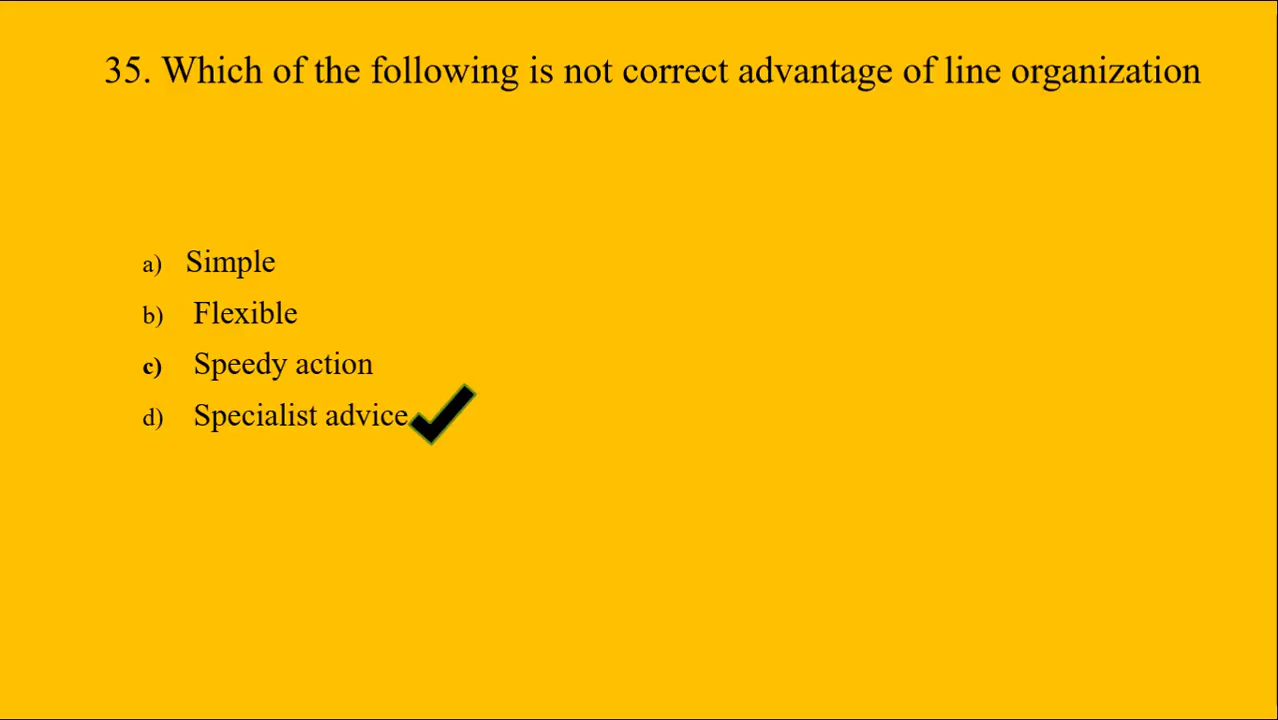 35. Which of the following is not correct advantage of line organization
a) Simple
b) Flexible
c) Speedy action
d) Specialist advice